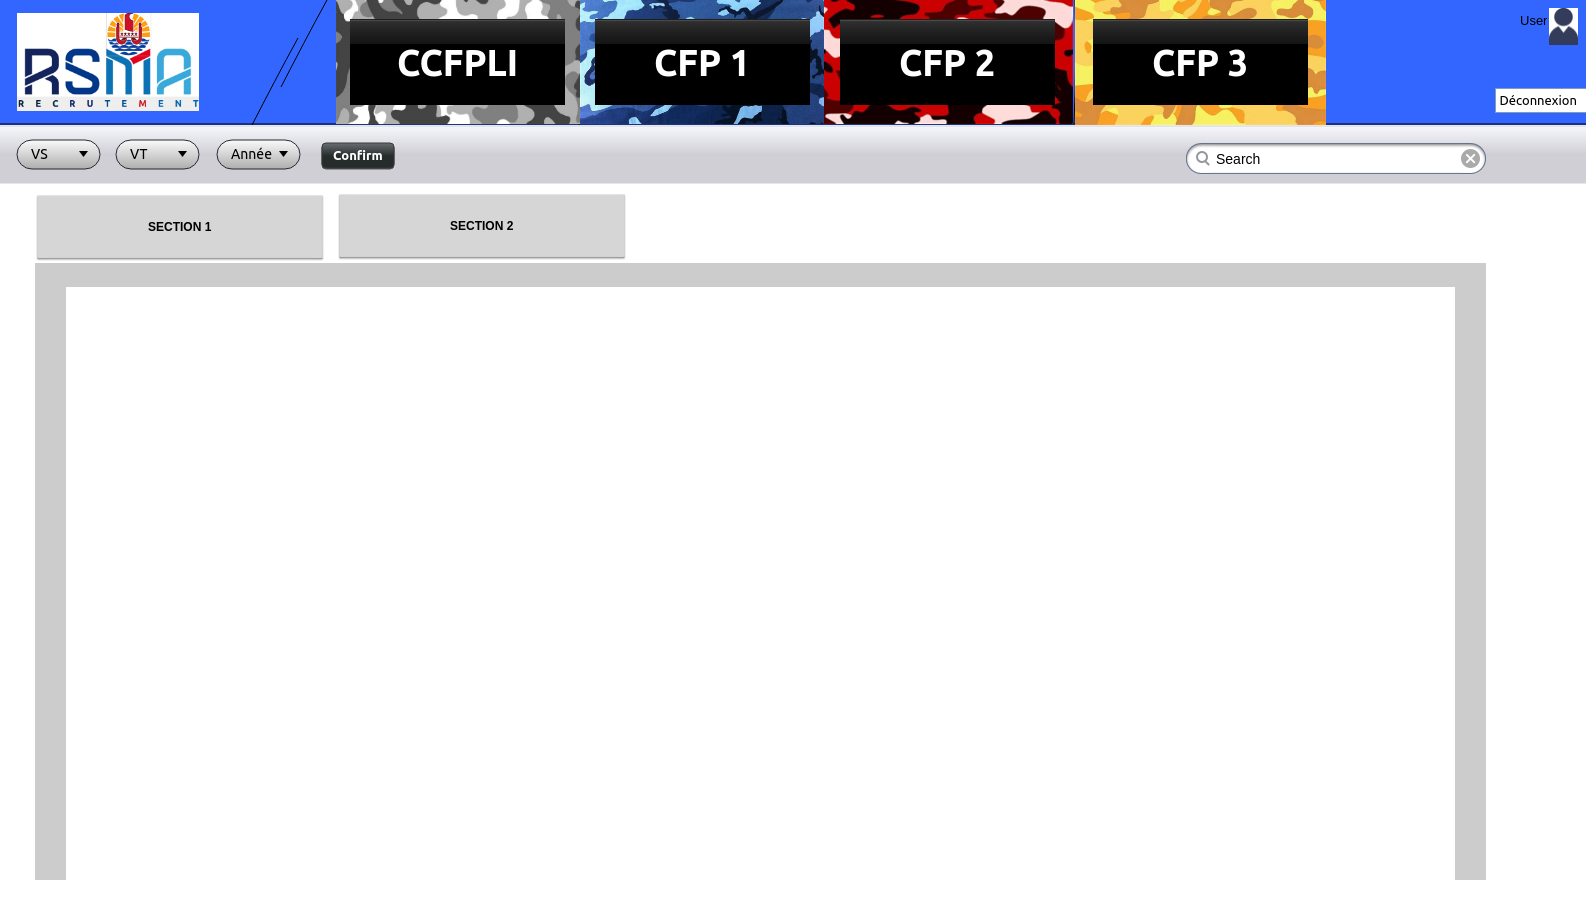 RSMA
RECRUTEMENT
CCFPLI
CFP 1
CFP 2
CFP 3
User
Déconnexion
VS
VT
Année
Confirm
Search
SECTION 1
SECTION 2